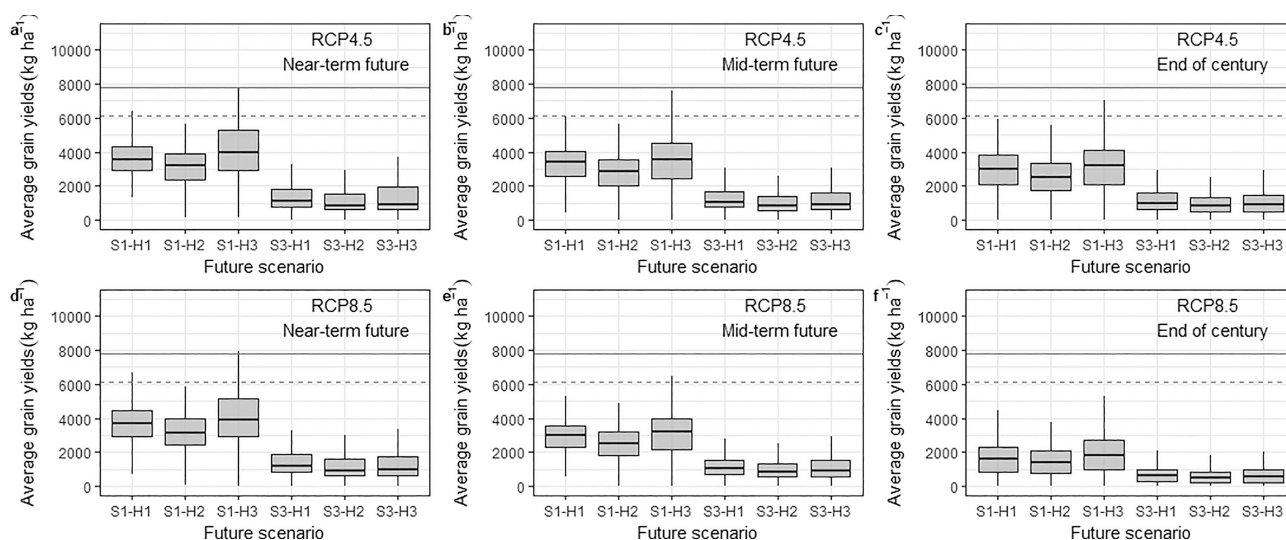 a
Average grain yields (kg ha⁻¹)
10000
8000
6000
4000
2000
0
RCP4.5
Near-term future
S1-H1 S1-H2 S1-H3 S3-H1 S3-H2 S3-H3
Future scenario
b
Average grain yields (kg ha⁻¹)
10000
8000
6000
4000
2000
0
RCP4.5
Mid-term future
S1-H1 S1-H2 S1-H3 S3-H1 S3-H2 S3-H3
Future scenario
c
Average grain yields (kg ha⁻¹)
10000
8000
6000
4000
2000
0
RCP4.5
End of century
S1-H1 S1-H2 S1-H3 S3-H1 S3-H2 S3-H3
Future scenario
d
Average grain yields (kg ha⁻¹)
10000
8000
6000
4000
2000
0
RCP8.5
Near-term future
S1-H1 S1-H2 S1-H3 S3-H1 S3-H2 S3-H3
Future scenario
e
Average grain yields (kg ha⁻¹)
10000
8000
6000
4000
2000
0
RCP8.5
Mid-term future
S1-H1 S1-H2 S1-H3 S3-H1 S3-H2 S3-H3
Future scenario
f
Average grain yields (kg ha⁻¹)
10000
8000
6000
4000
2000
0
RCP8.5
End of century
S1-H1 S1-H2 S1-H3 S3-H1 S3-H2 S3-H3
Future scenario